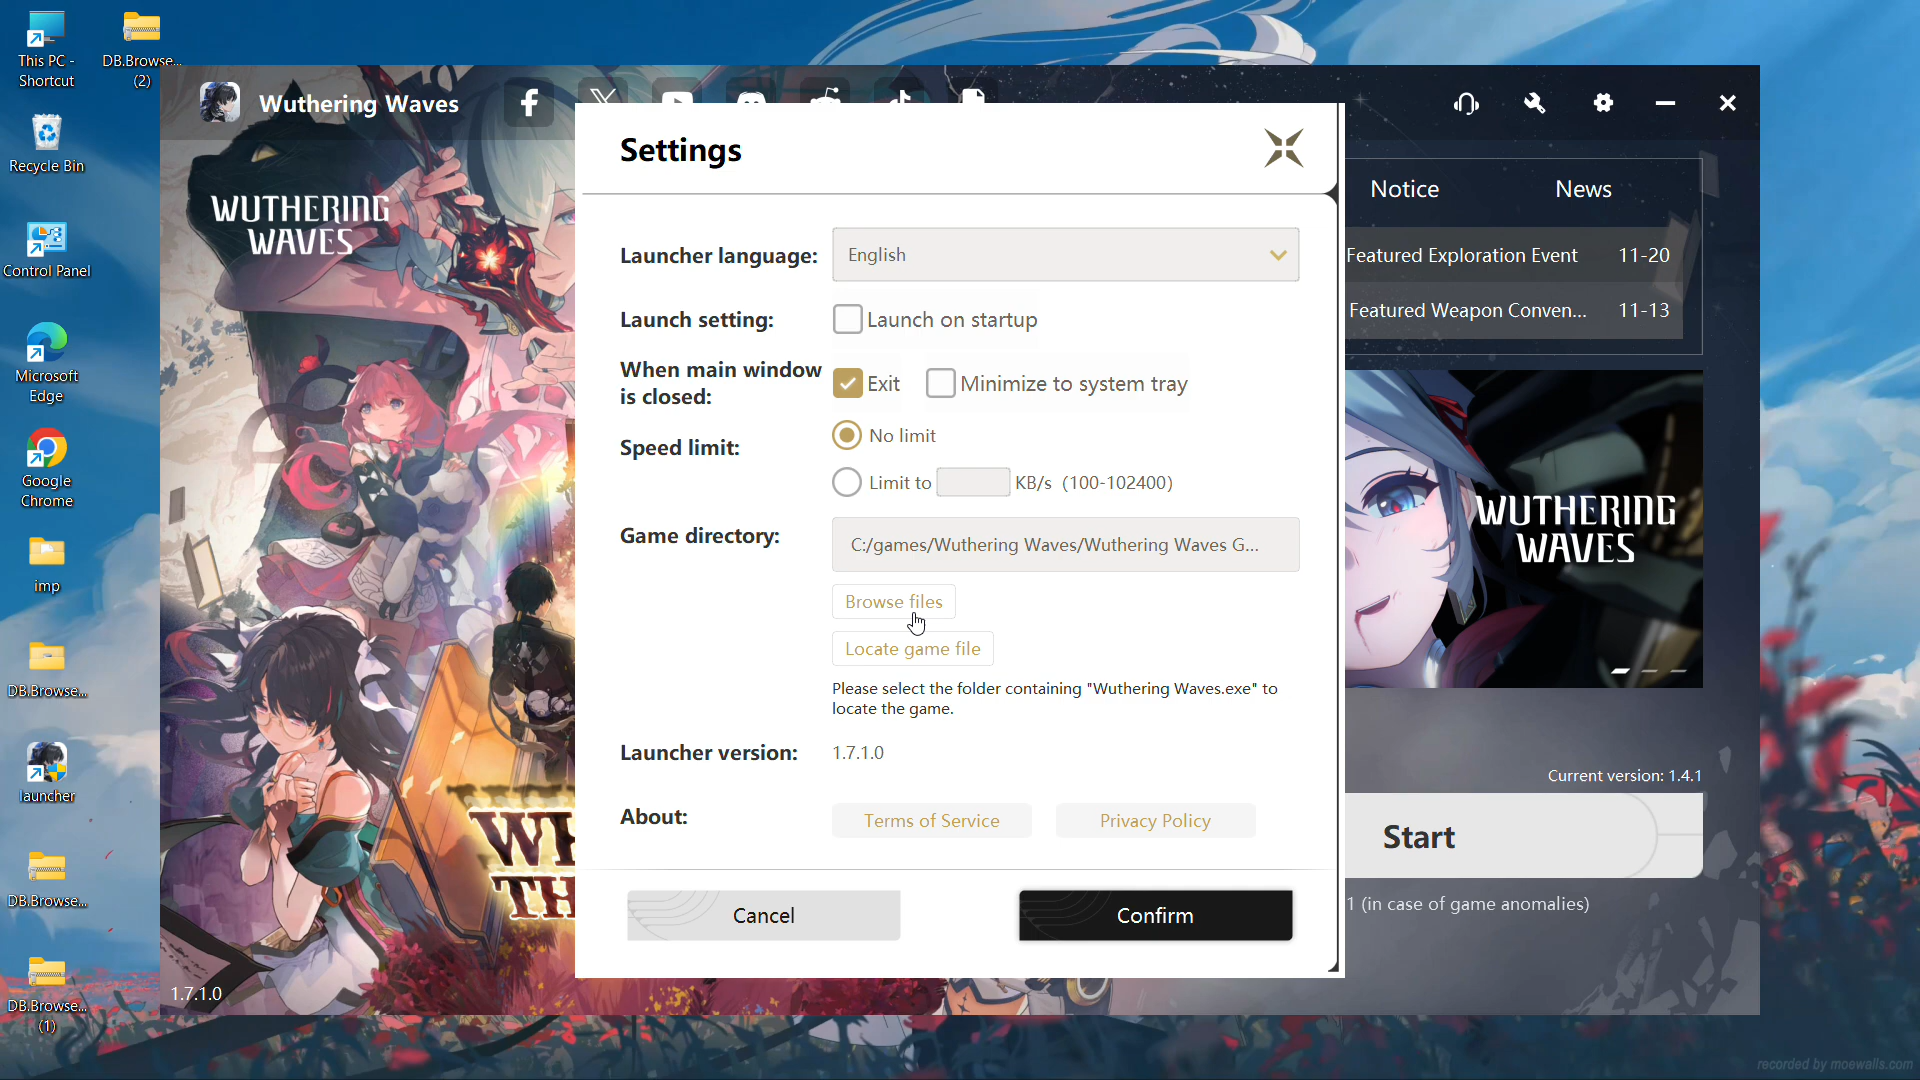 This PC -
Shortcut
DB.Browse...
(2)
Recycle Bin
Control Panel
Microsoft
Edge
Google
Chrome
imp
DB.Browse...
launcher
DB.Browse...
DB.Browse...
(1)
Wuthering Waves
WUTHERING
WAVES
1.7.1.0
Settings
Launcher language:
English
Launch setting:
Launch on startup
When main window
is closed:
Exit
Minimize to system tray
Speed limit:
No limit
Limit to
KB/s (100-102400)
Game directory:
C:/games/Wuthering Waves/Wuthering Waves G...
Browse files
Locate game file
Please select the folder containing "Wuthering Waves.exe" to
locate the game.
Launcher version:
1.7.1.0
About:
Terms of Service
Privacy Policy
Cancel
Confirm
Notice
News
Featured Exploration Event
11-20
Featured Weapon Conven...
11-13
WUTHERING
WAVES
Current version: 1.4.1
Start
1 (in case of game anomalies)
recorded by moewalls.com